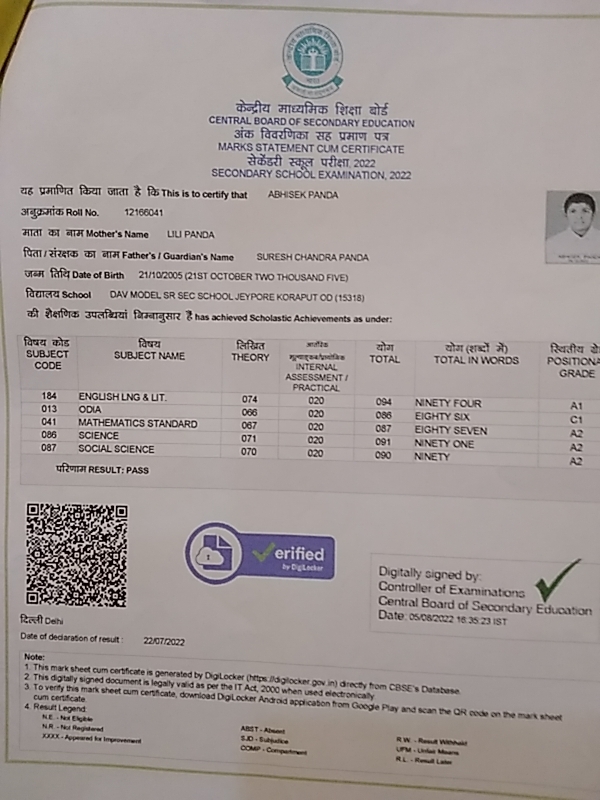 केन्द्रीय माध्यमिक शिक्षा बोर्ड
CENTRAL BOARD OF SECONDARY EDUCATION
अंक विवरणिका सह प्रमाण पत्र
MARKS STATEMENT CUM CERTIFICATE
सेकेंडरी स्कूल परीक्षा, 2022
SECONDARY SCHOOL EXAMINATION, 2022
यह प्रमाणित किया जाता है कि This is to certify that ABHISEK PANDA
अनुक्रमांक Roll No. 12166041
माता का नाम Mother's Name LILI PANDA
पिता / संरक्षक का नाम Father's / Guardian's Name SURESH CHANDRA PANDA
जन्म तिथि Date of Birth 21/10/2005 (21ST OCTOBER TWO THOUSAND FIVE)
विद्यालय School DAV MODEL SR SEC SCHOOL JEYPORE KORAPUT OD (15318)
की शैक्षणिक उपलब्धियां निम्नानुसार हैं has achieved Scholastic Achievements as under:
विषय कोड SUBJECT CODE
विषय SUBJECT NAME
लिखित THEORY
आंतरिक INTERNAL ASSESSMENT / PRACTICAL
योग TOTAL
योग (शब्दों में) TOTAL IN WORDS
GRADE
184 ENGLISH LNG & LIT. 074 020 094 NINETY FOUR A1
013 ODIA 066 020 086 EIGHTY SIX C1
041 MATHEMATICS STANDARD 067 020 087 EIGHTY SEVEN A2
086 SCIENCE 071 020 091 NINETY ONE A2
087 SOCIAL SCIENCE 070 020 090 NINETY A2
परिणाम RESULT: PASS
Verified
by DigiLocker
Digitally signed by:
Controller of Examinations
Central Board of Secondary Education
Date: 05/08/2022 16:35:23 IST
दिल्ली Delhi
Date of declaration of result : 22/07/2022
Note:
1. This mark sheet cum certificate is generated by DigiLocker (https://digilocker.gov.in) directly from CBSE's Database.
2. This digitally signed document is legally valid as per the IT Act, 2000 when used electronically.
3. To verify this mark sheet cum certificate, download DigiLocker Android application from Google Play and scan the QR code on the mark sheet
cum certificate.
4. Result Legend:
N.E. - Not Eligible
N.R. - Not Registered
XXXX - Appeared for Improvement
ABST - Absent
SJD - Subjudice
COMP - Compartment
R.W. - Result Withheld
UFM - Unfair Means
R.L. - Result Later